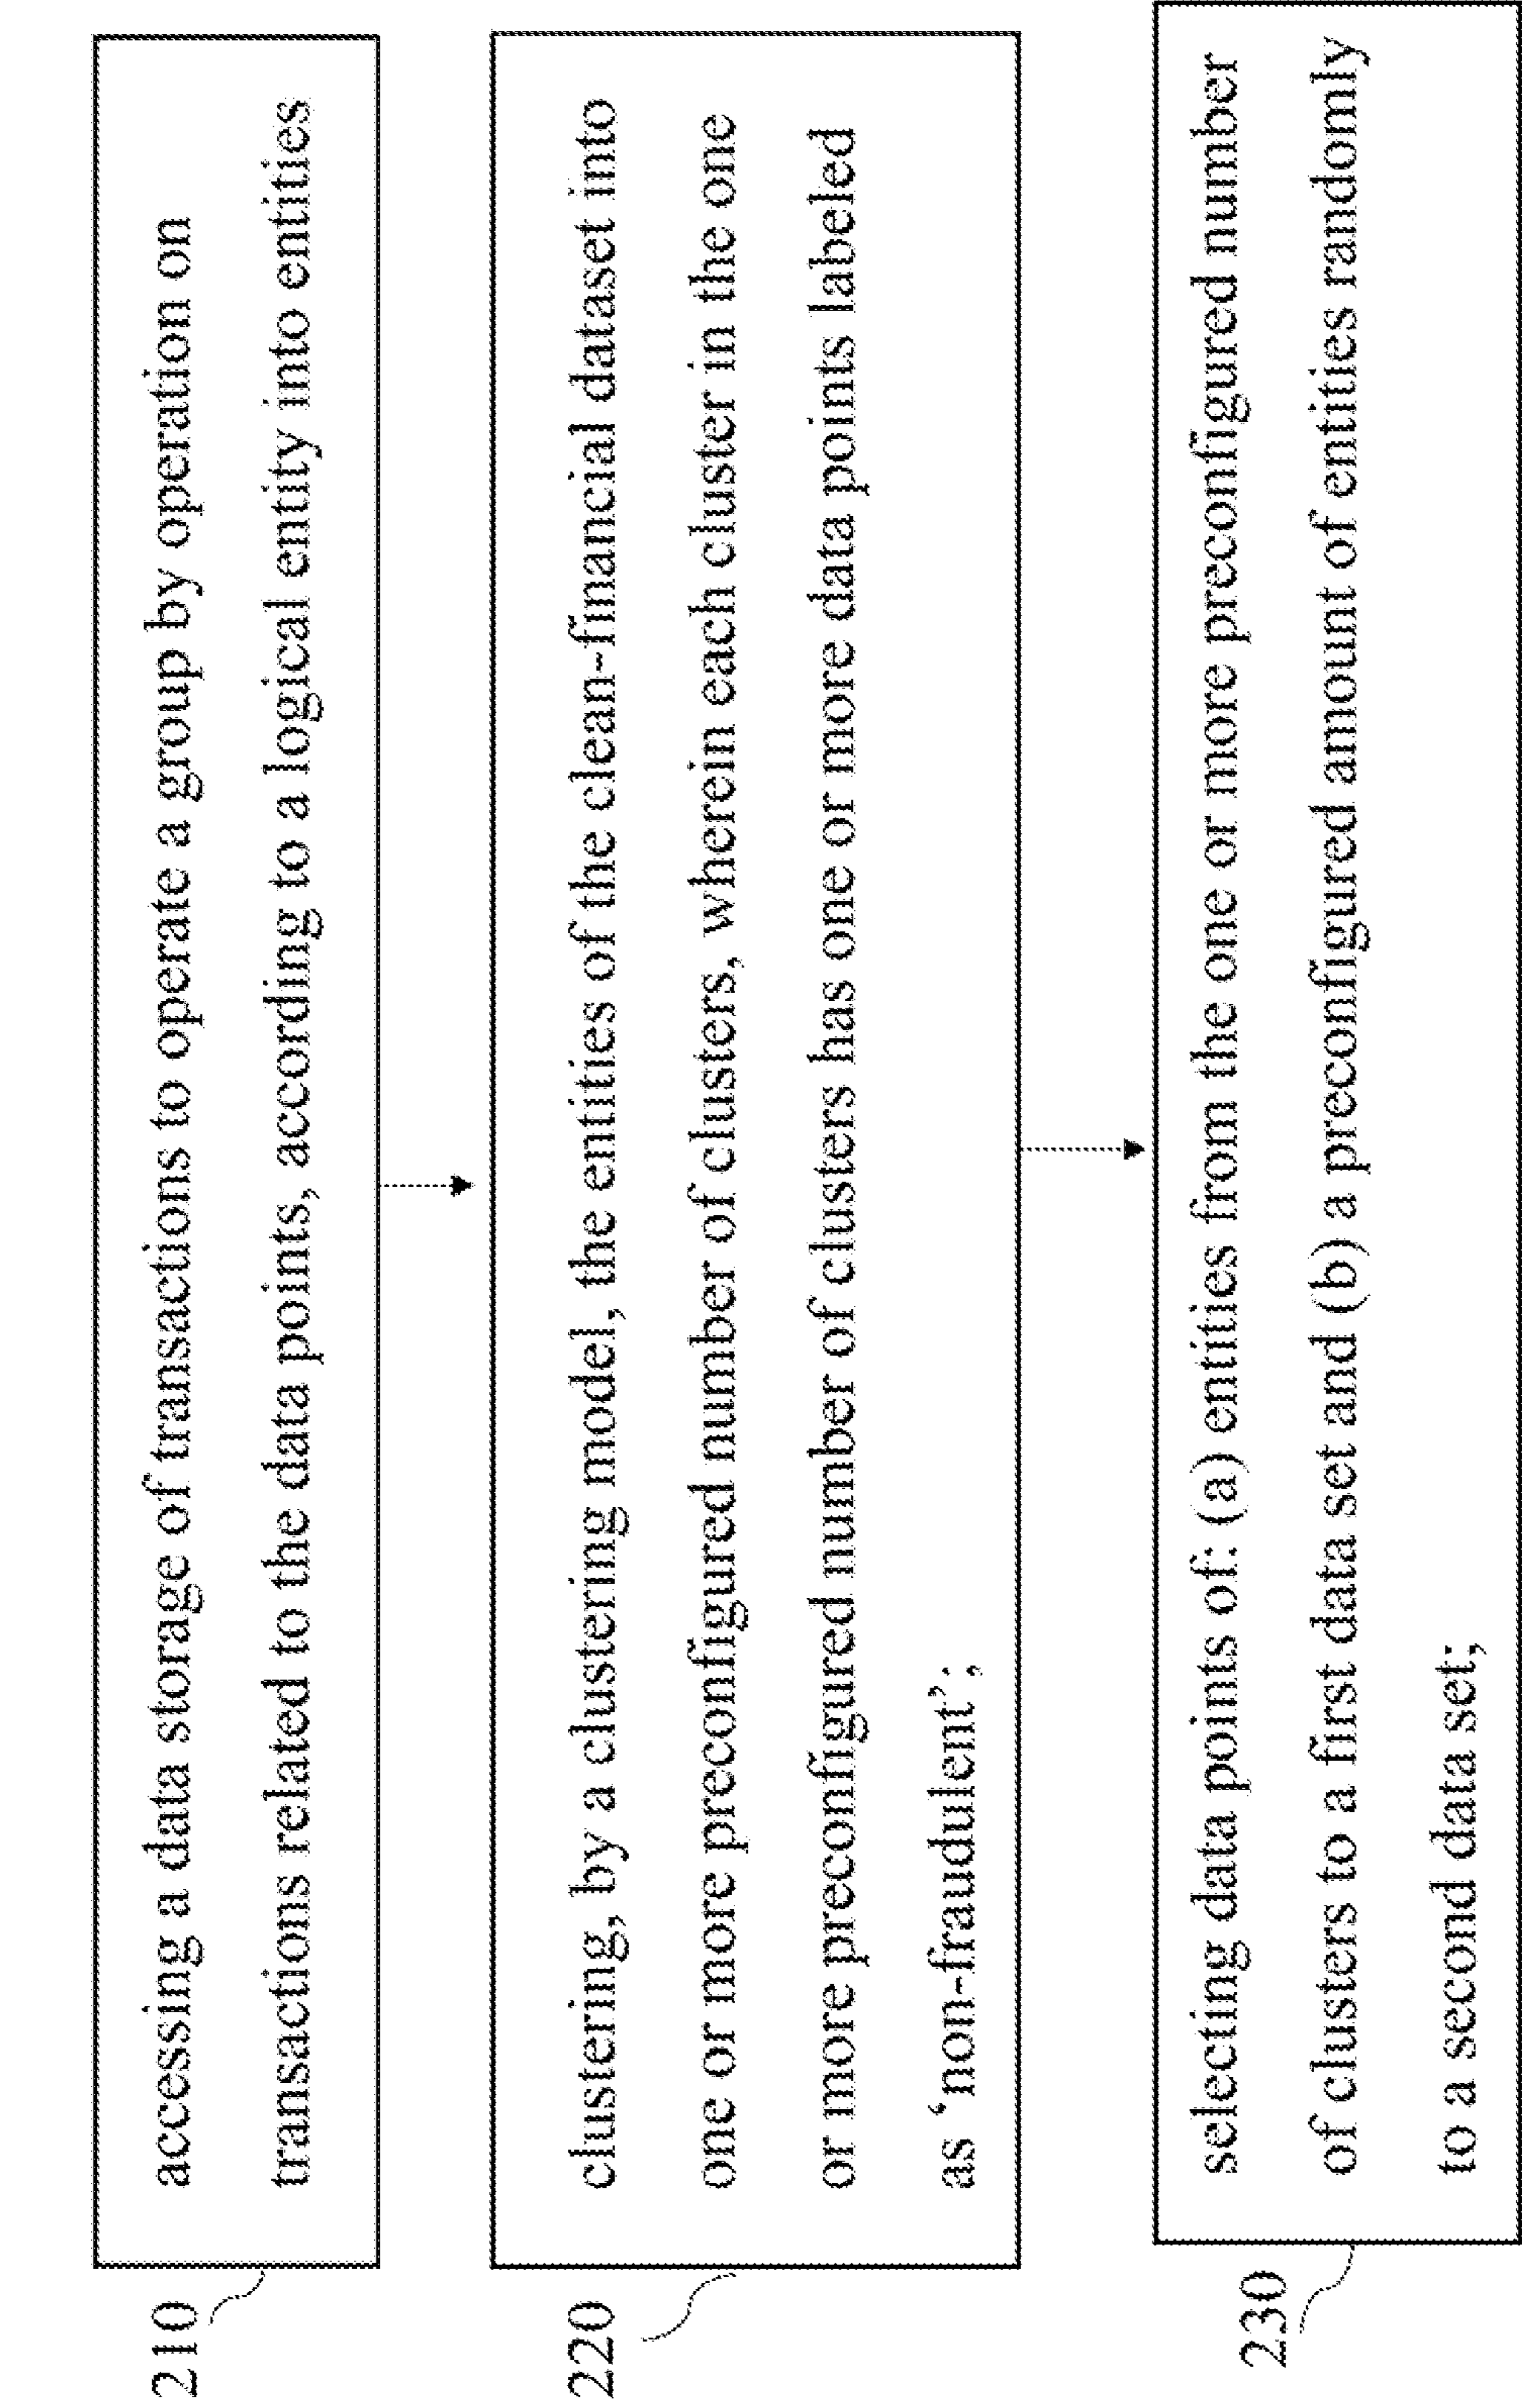 210
accessing a data storage of transactions to operate a group by operation on
transactions related to the data points, according to a logical entity into entities
220
clustering, by a clustering model, the entities of the clean-financial dataset into
one or more preconfigured number of clusters, wherein each cluster in the one
or more preconfigured number of clusters has one or more data points labeled
as ‘non-fraudulent’;
230
selecting data points of: (a) entities from the one or more preconfigured number
of clusters to a first data set and (b) a preconfigured amount of entities randomly
to a second data set;